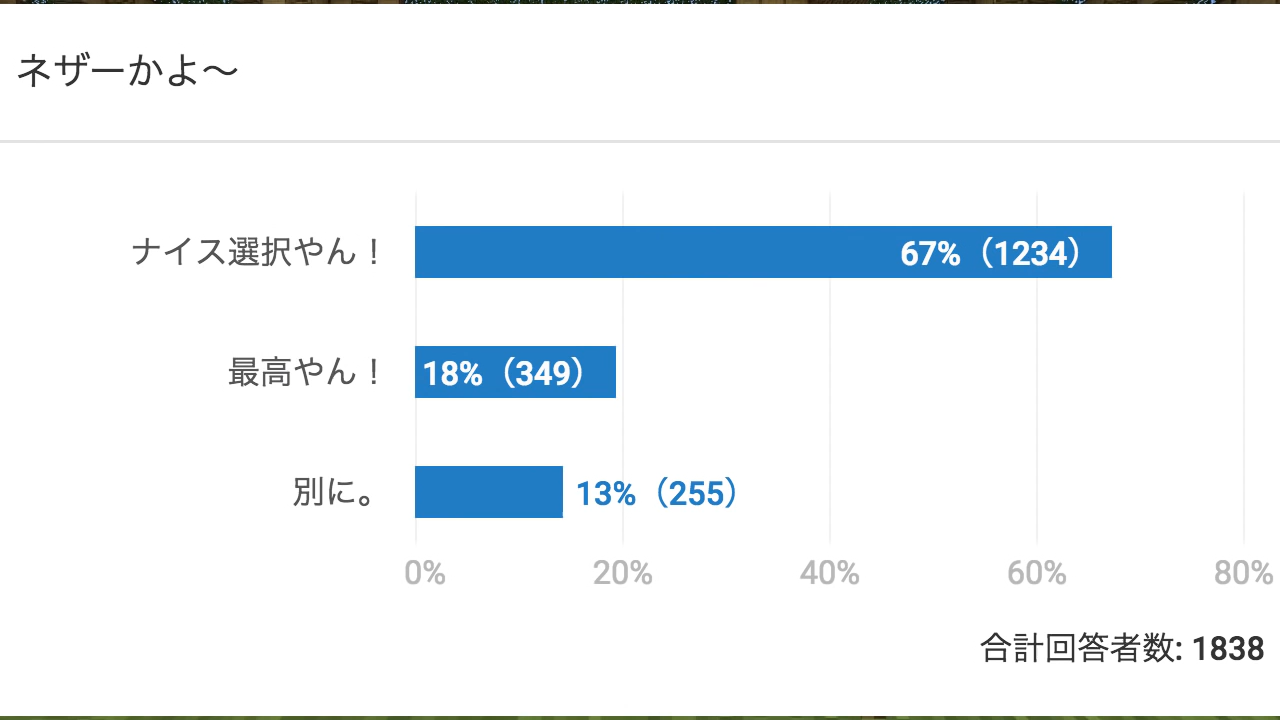 ネザーかよ〜
ナイス選択やん！ 67%（1234）
最高やん！ 18%（349）
別に。 13%（255）
0% 20% 40% 60% 80%
合計回答者数: 1838